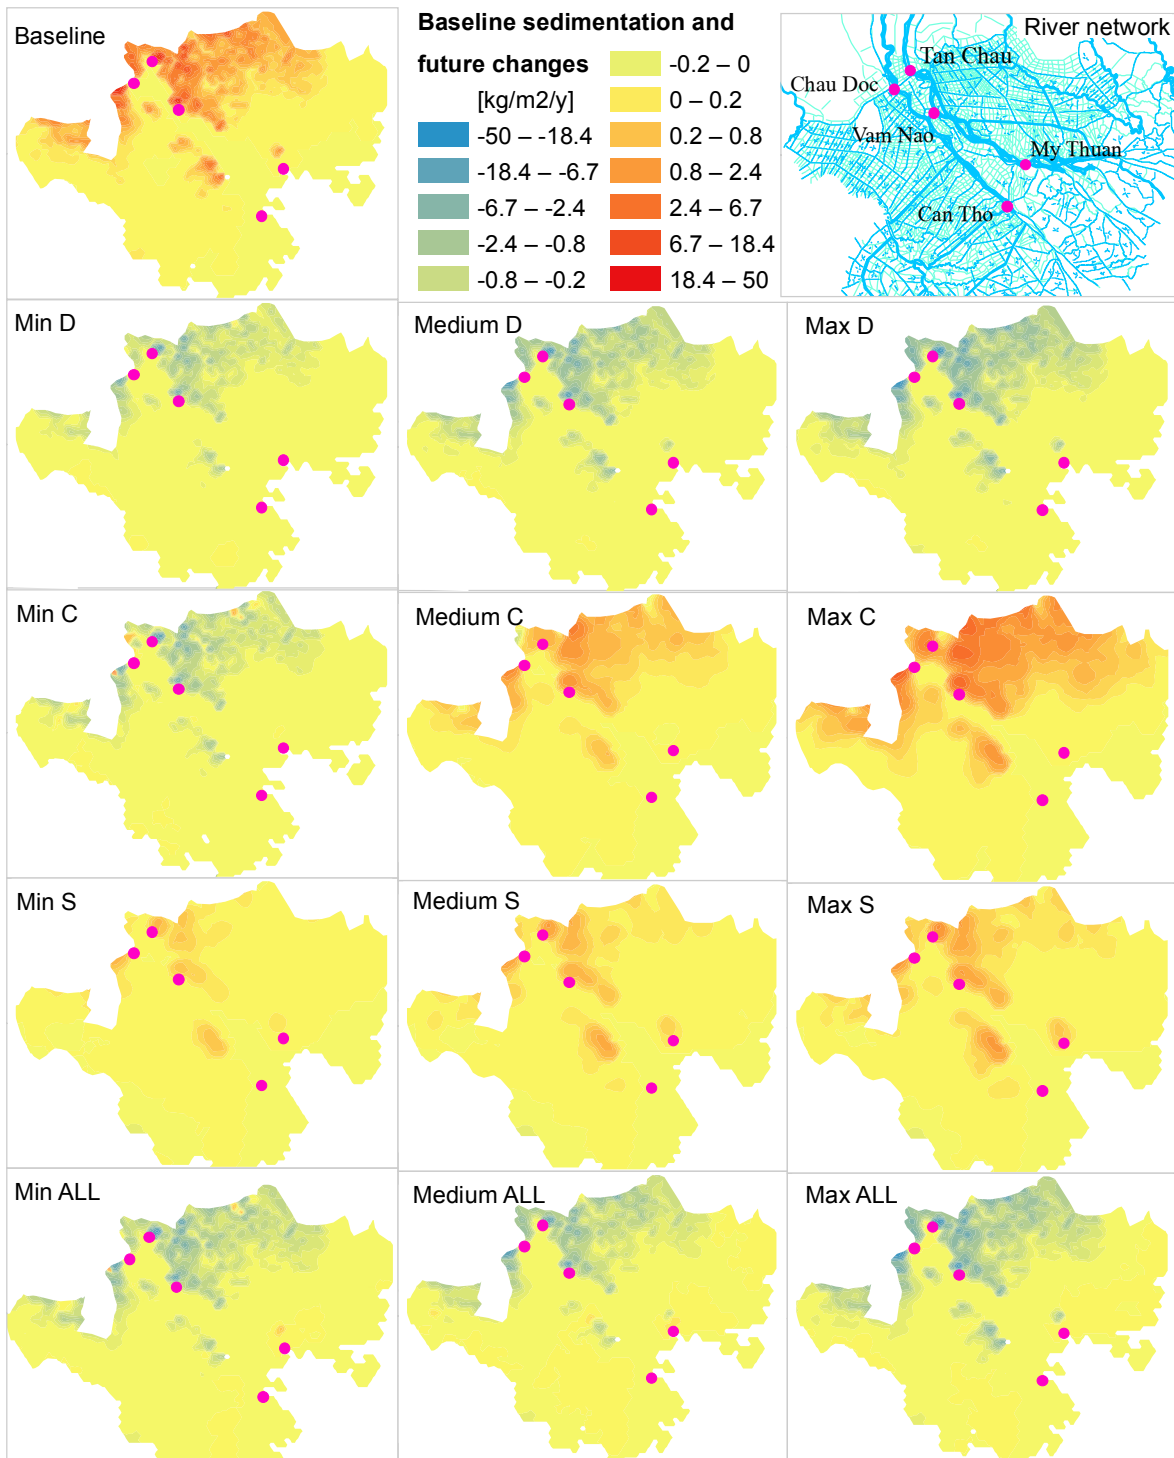 Baseline
Baseline sedimentation and
future changes
[kg/m2/y]
-50 – -18.4
-18.4 – -6.7
-6.7 – -2.4
-2.4 – -0.8
-0.8 – -0.2
-0.2 – 0
0 – 0.2
0.2 – 0.8
0.8 – 2.4
2.4 – 6.7
6.7 – 18.4
18.4 – 50
River network
Tan Chau
Chau Doc
Vam Nao
My Thuan
Can Tho
Min D
Medium D
Max D
Min C
Medium C
Max C
Min S
Medium S
Max S
Min ALL
Medium ALL
Max ALL